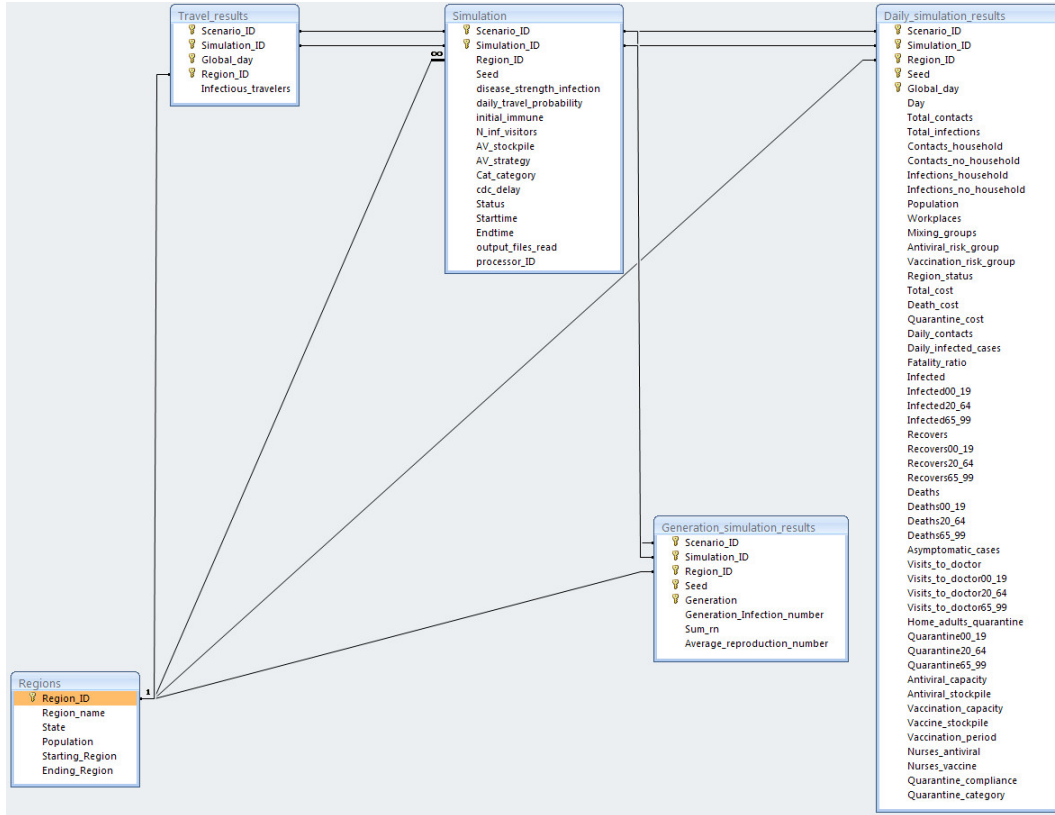 Travel_results
Scenario_ID
Simulation_ID
Global_day
Region_ID
Infectious_travelers
Simulation
Scenario_ID
Simulation_ID
Region_ID
Seed
disease_strength_infection
daily_travel_probability
initial_immune
N_inf_visitors
AV_stockpile
AV_strategy
Cat_category
cdc_delay
Status
Starttime
Endtime
output_files_read
processor_ID
∞
Daily_simulation_results
Scenario_ID
Simulation_ID
Region_ID
Seed
Global_day
Day
Total_contacts
Total_infections
Contacts_household
Contacts_no_household
Infections_household
Infections_no_household
Population
Workplaces
Mixing_groups
Antiviral_risk_group
Vaccination_risk_group
Region_status
Total_cost
Death_cost
Quarantine_cost
Daily_contacts
Daily_infected_cases
Fatality_ratio
Infected
Infected00_19
Infected20_64
Infected65_99
Recovers
Recovers00_19
Recovers20_64
Recovers65_99
Deaths
Deaths00_19
Deaths20_64
Deaths65_99
Asymptomatic_cases
Visits_to_doctor
Visits_to_doctor00_19
Visits_to_doctor20_64
Visits_to_doctor65_99
Home_adults_quarantine
Quarantine00_19
Quarantine20_64
Quarantine65_99
Antiviral_capacity
Antiviral_stockpile
Vaccination_capacity
Vaccine_stockpile
Vaccination_period
Nurses_antiviral
Nurses_vaccine
Quarantine_compliance
Quarantine_category
Generation_simulation_results
Scenario_ID
Simulation_ID
Region_ID
Seed
Generation
Generation_Infection_number
Sum_rn
Average_reproduction_number
Regions
Region_ID
Region_name
State
Population
Starting_Region
Ending_Region
1